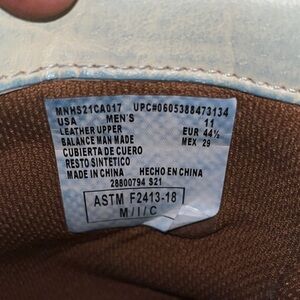 MNHS21CA017 UPC#0605388473134
USA MEN'S 11
LEATHER UPPER EUR 44½
BALANCE MAN MADE MEX 29
CUBIERTA DE CUERO
RESTO SINTETICO
MADE IN CHINA HECHO EN CHINA
28800794 S21
ASTM F2413-18
M/I/C